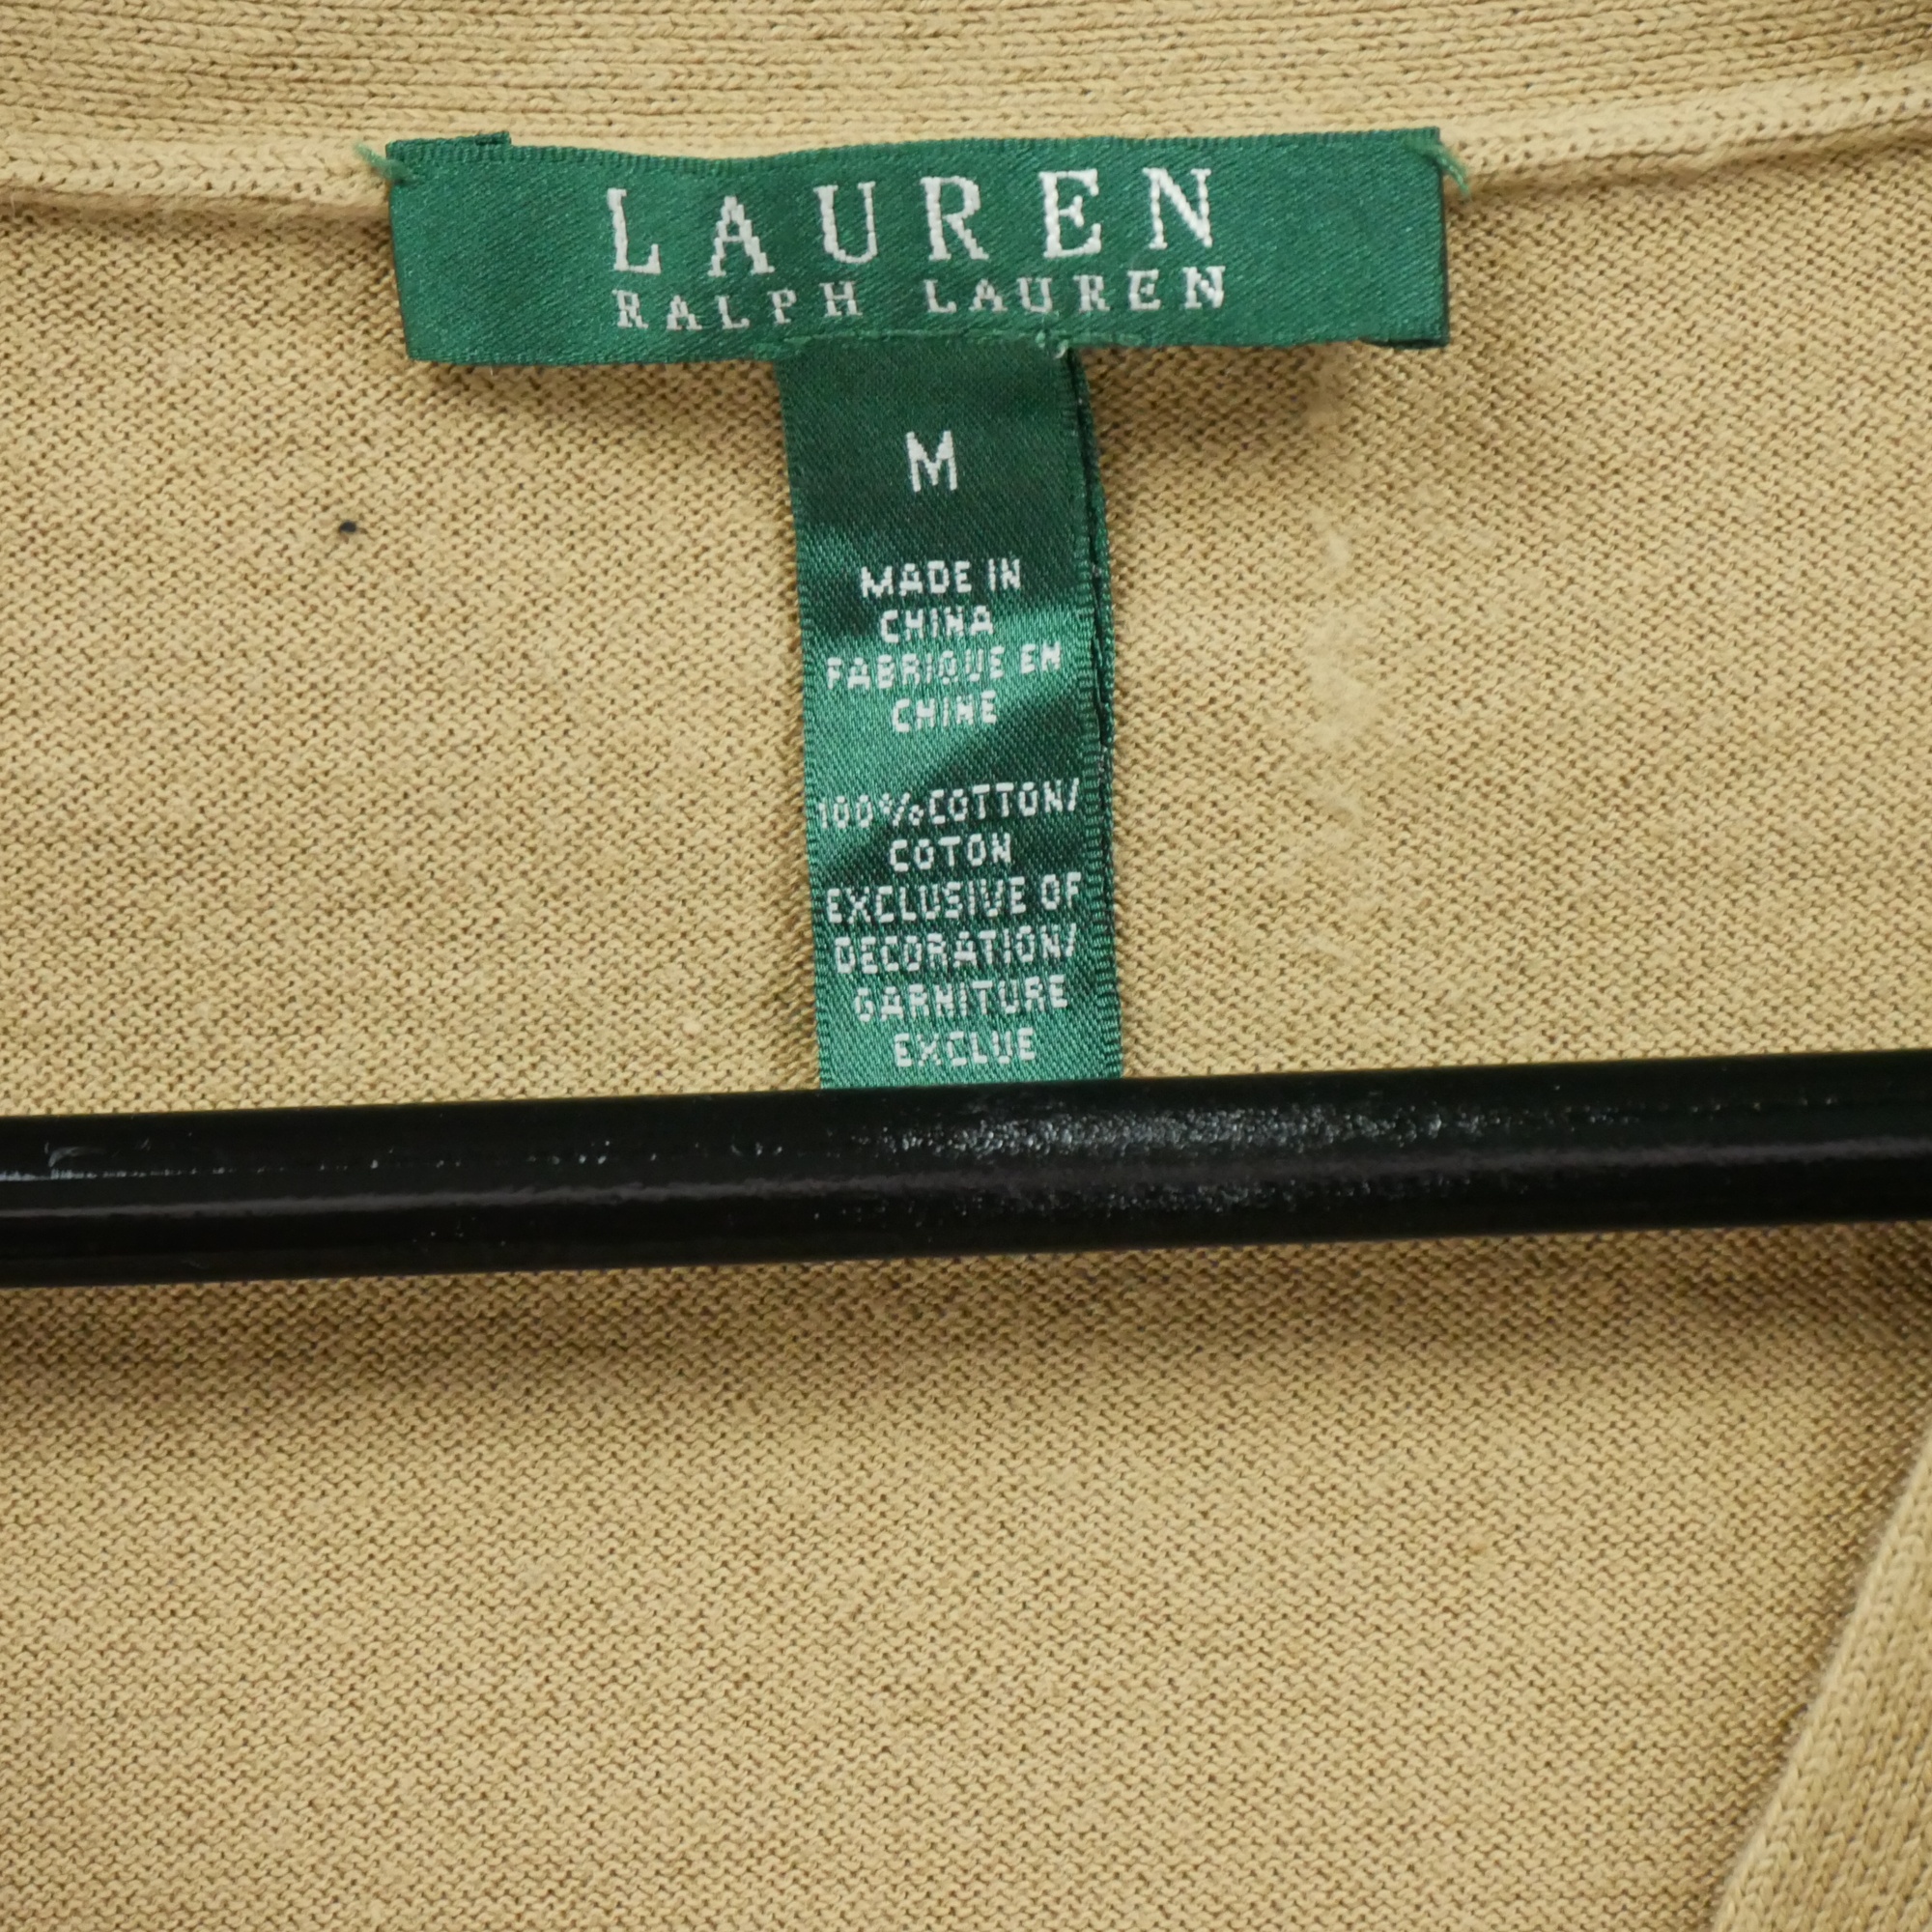 LAUREN
RALPH LAUREN
M
MADE IN
CHINA
FABRIQUE EN
CHINE
100%COTTON/
COTON
EXCLUSIVE OF
DECORATION/
GARNITURE
EXCLUE